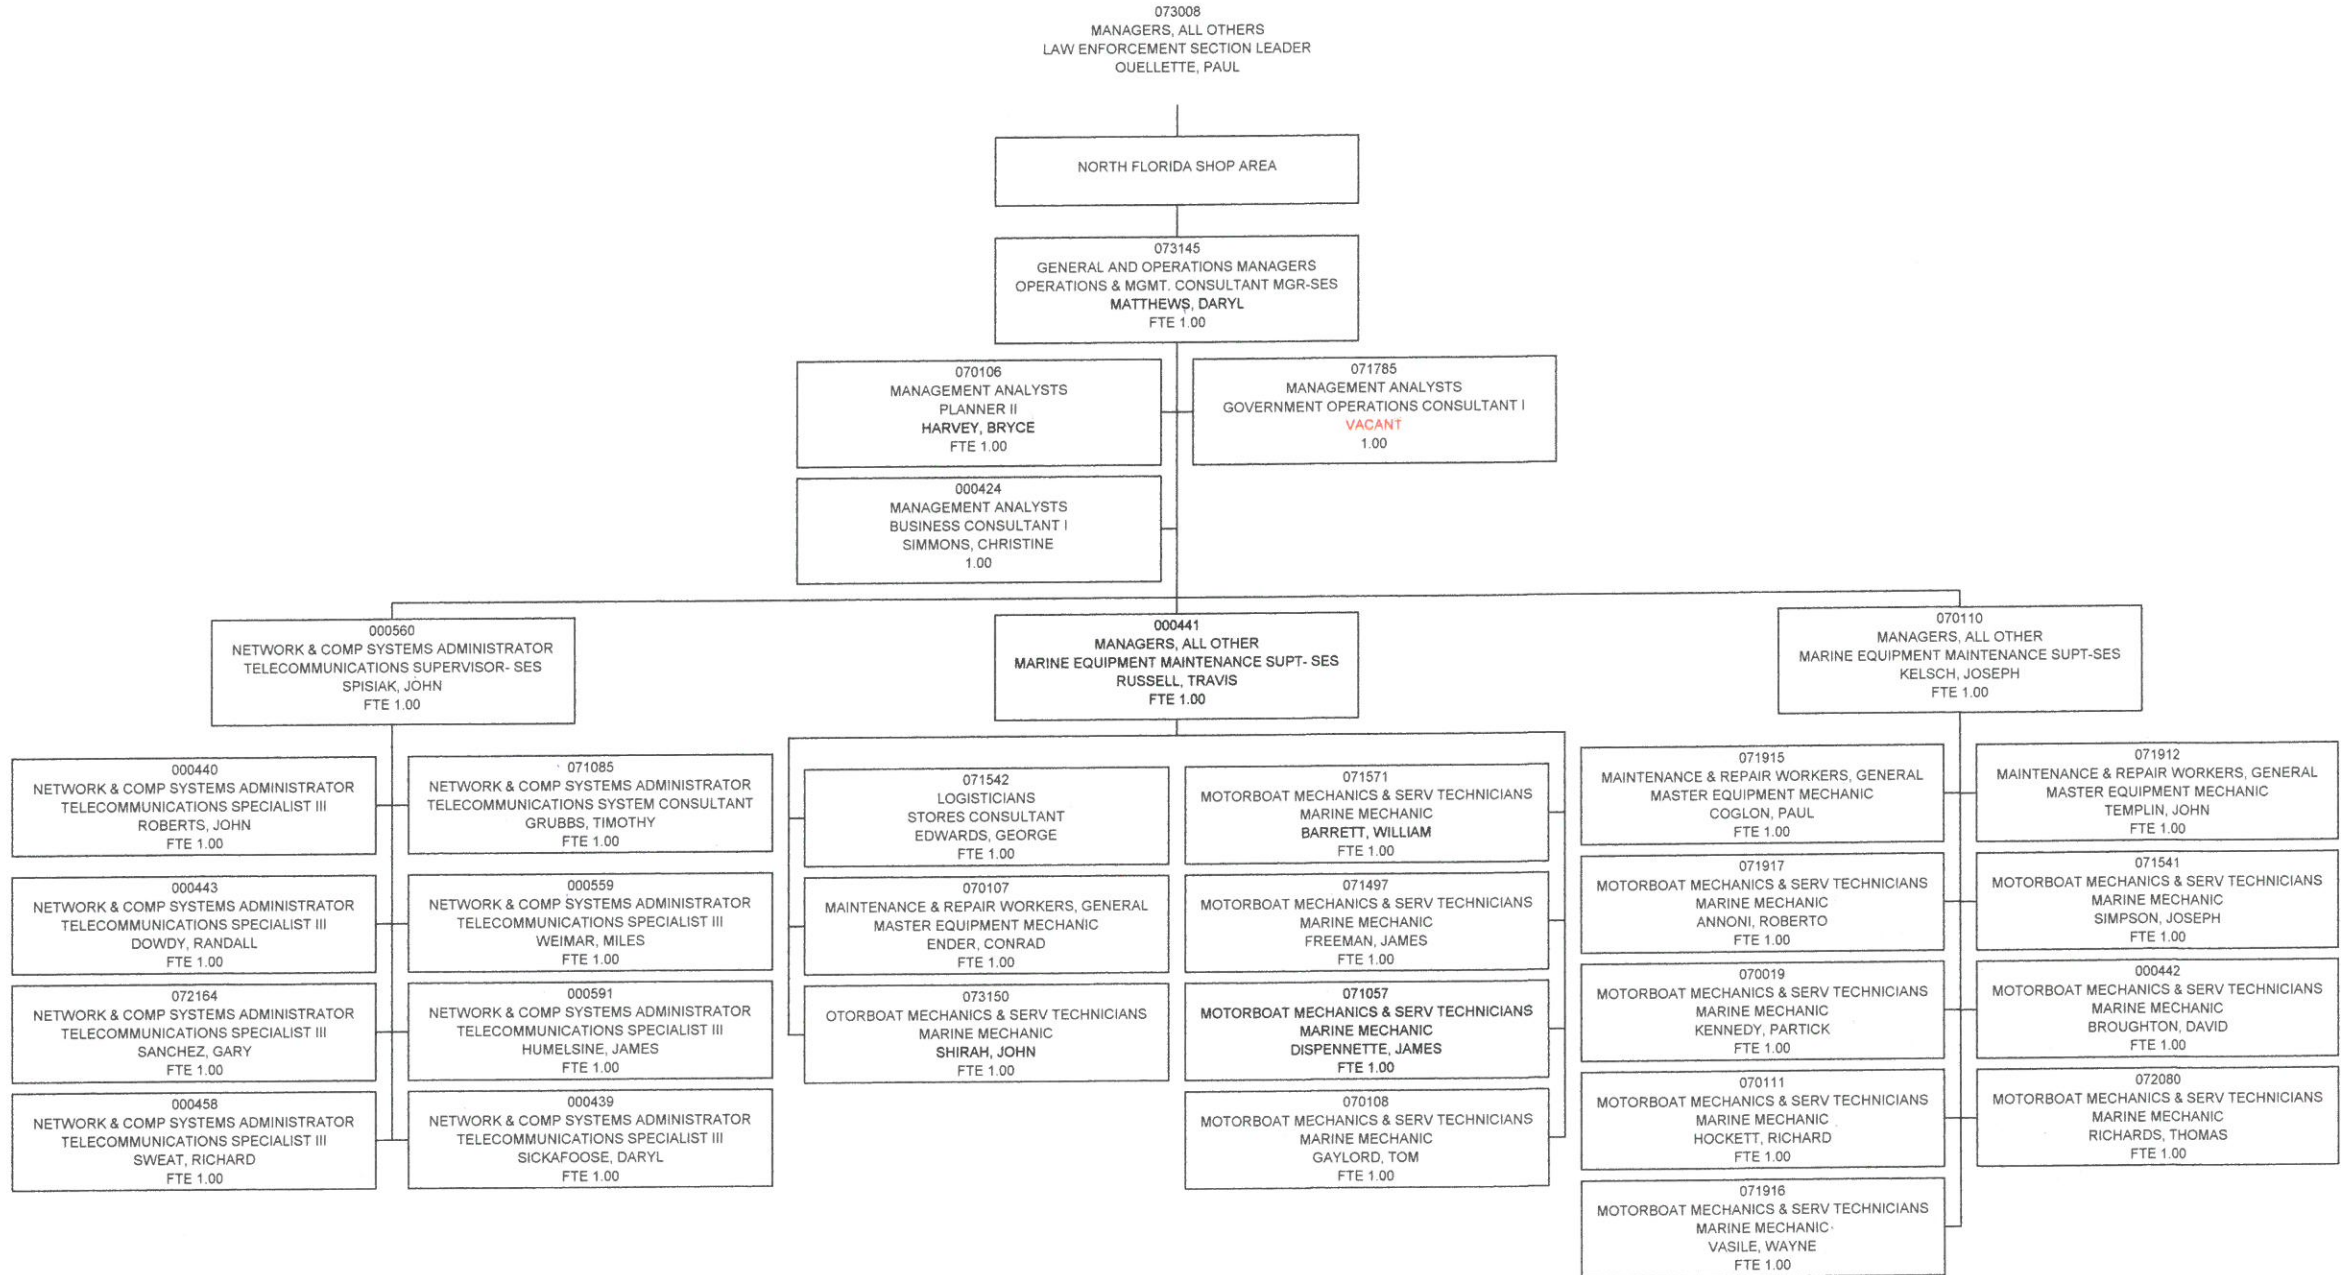 073008
MANAGERS, ALL OTHERS
LAW ENFORCEMENT SECTION LEADER
OUELLETTE, PAUL
NORTH FLORIDA SHOP AREA
073145
GENERAL AND OPERATIONS MANAGERS
OPERATIONS & MGMT. CONSULTANT MGR-SES
MATTHEWS, DARYL
FTE 1.00
070106
MANAGEMENT ANALYSTS
PLANNER II
HARVEY, BRYCE
FTE 1.00
071785
MANAGEMENT ANALYSTS
GOVERNMENT OPERATIONS CONSULTANT I
VACANT
1.00
000424
MANAGEMENT ANALYSTS
BUSINESS CONSULTANT I
SIMMONS, CHRISTINE
1.00
000560
NETWORK & COMP SYSTEMS ADMINISTRATOR
TELECOMMUNICATIONS SUPERVISOR- SES
SPISIAK, JOHN
FTE 1.00
000441
MANAGERS, ALL OTHER
MARINE EQUIPMENT MAINTENANCE SUPT- SES
RUSSELL, TRAVIS
FTE 1.00
070110
MANAGERS, ALL OTHER
MARINE EQUIPMENT MAINTENANCE SUPT-SES
KELSCH, JOSEPH
FTE 1.00
000440
NETWORK & COMP SYSTEMS ADMINISTRATOR
TELECOMMUNICATIONS SPECIALIST III
ROBERTS, JOHN
FTE 1.00
071085
NETWORK & COMP SYSTEMS ADMINISTRATOR
TELECOMMUNICATIONS SYSTEM CONSULTANT
GRUBBS, TIMOTHY
FTE 1.00
000443
NETWORK & COMP SYSTEMS ADMINISTRATOR
TELECOMMUNICATIONS SPECIALIST III
DOWDY, RANDALL
FTE 1.00
000559
NETWORK & COMP SYSTEMS ADMINISTRATOR
TELECOMMUNICATIONS SPECIALIST III
WEIMAR, MILES
FTE 1.00
072164
NETWORK & COMP SYSTEMS ADMINISTRATOR
TELECOMMUNICATIONS SPECIALIST III
SANCHEZ, GARY
FTE 1.00
000591
NETWORK & COMP SYSTEMS ADMINISTRATOR
TELECOMMUNICATIONS SPECIALIST III
HUMELSINE, JAMES
FTE 1.00
000458
NETWORK & COMP SYSTEMS ADMINISTRATOR
TELECOMMUNICATIONS SPECIALIST III
SWEAT, RICHARD
FTE 1.00
000439
NETWORK & COMP SYSTEMS ADMINISTRATOR
TELECOMMUNICATIONS SPECIALIST III
SICKAFOOSE, DARYL
FTE 1.00
071542
LOGISTICIANS
STORES CONSULTANT
EDWARDS, GEORGE
FTE 1.00
071571
MOTORBOAT MECHANICS & SERV TECHNICIANS
MARINE MECHANIC
BARRETT, WILLIAM
FTE 1.00
070107
MAINTENANCE & REPAIR WORKERS, GENERAL
MASTER EQUIPMENT MECHANIC
ENDER, CONRAD
FTE 1.00
071497
MOTORBOAT MECHANICS & SERV TECHNICIANS
MARINE MECHANIC
FREEMAN, JAMES
FTE 1.00
073150
OTORBOAT MECHANICS & SERV TECHNICIANS
MARINE MECHANIC
SHIRAH, JOHN
FTE 1.00
071057
MOTORBOAT MECHANICS & SERV TECHNICIANS
MARINE MECHANIC
DISPENNETTE, JAMES
FTE 1.00
070108
MOTORBOAT MECHANICS & SERV TECHNICIANS
MARINE MECHANIC
GAYLORD, TOM
FTE 1.00
071915
MAINTENANCE & REPAIR WORKERS, GENERAL
MASTER EQUIPMENT MECHANIC
COGLON, PAUL
FTE 1.00
071912
MAINTENANCE & REPAIR WORKERS, GENERAL
MASTER EQUIPMENT MECHANIC
TEMPLIN, JOHN
FTE 1.00
071917
MOTORBOAT MECHANICS & SERV TECHNICIANS
MARINE MECHANIC
ANNONI, ROBERTO
FTE 1.00
071541
MOTORBOAT MECHANICS & SERV TECHNICIANS
MARINE MECHANIC
SIMPSON, JOSEPH
FTE 1.00
070019
MOTORBOAT MECHANICS & SERV TECHNICIANS
MARINE MECHANIC
KENNEDY, PARTICK
FTE 1.00
000442
MOTORBOAT MECHANICS & SERV TECHNICIANS
MARINE MECHANIC
BROUGHTON, DAVID
FTE 1.00
070111
MOTORBOAT MECHANICS & SERV TECHNICIANS
MARINE MECHANIC
HOCKETT, RICHARD
FTE 1.00
072080
MOTORBOAT MECHANICS & SERV TECHNICIANS
MARINE MECHANIC
RICHARDS, THOMAS
FTE 1.00
071916
MOTORBOAT MECHANICS & SERV TECHNICIANS
MARINE MECHANIC
VASILE, WAYNE
FTE 1.00